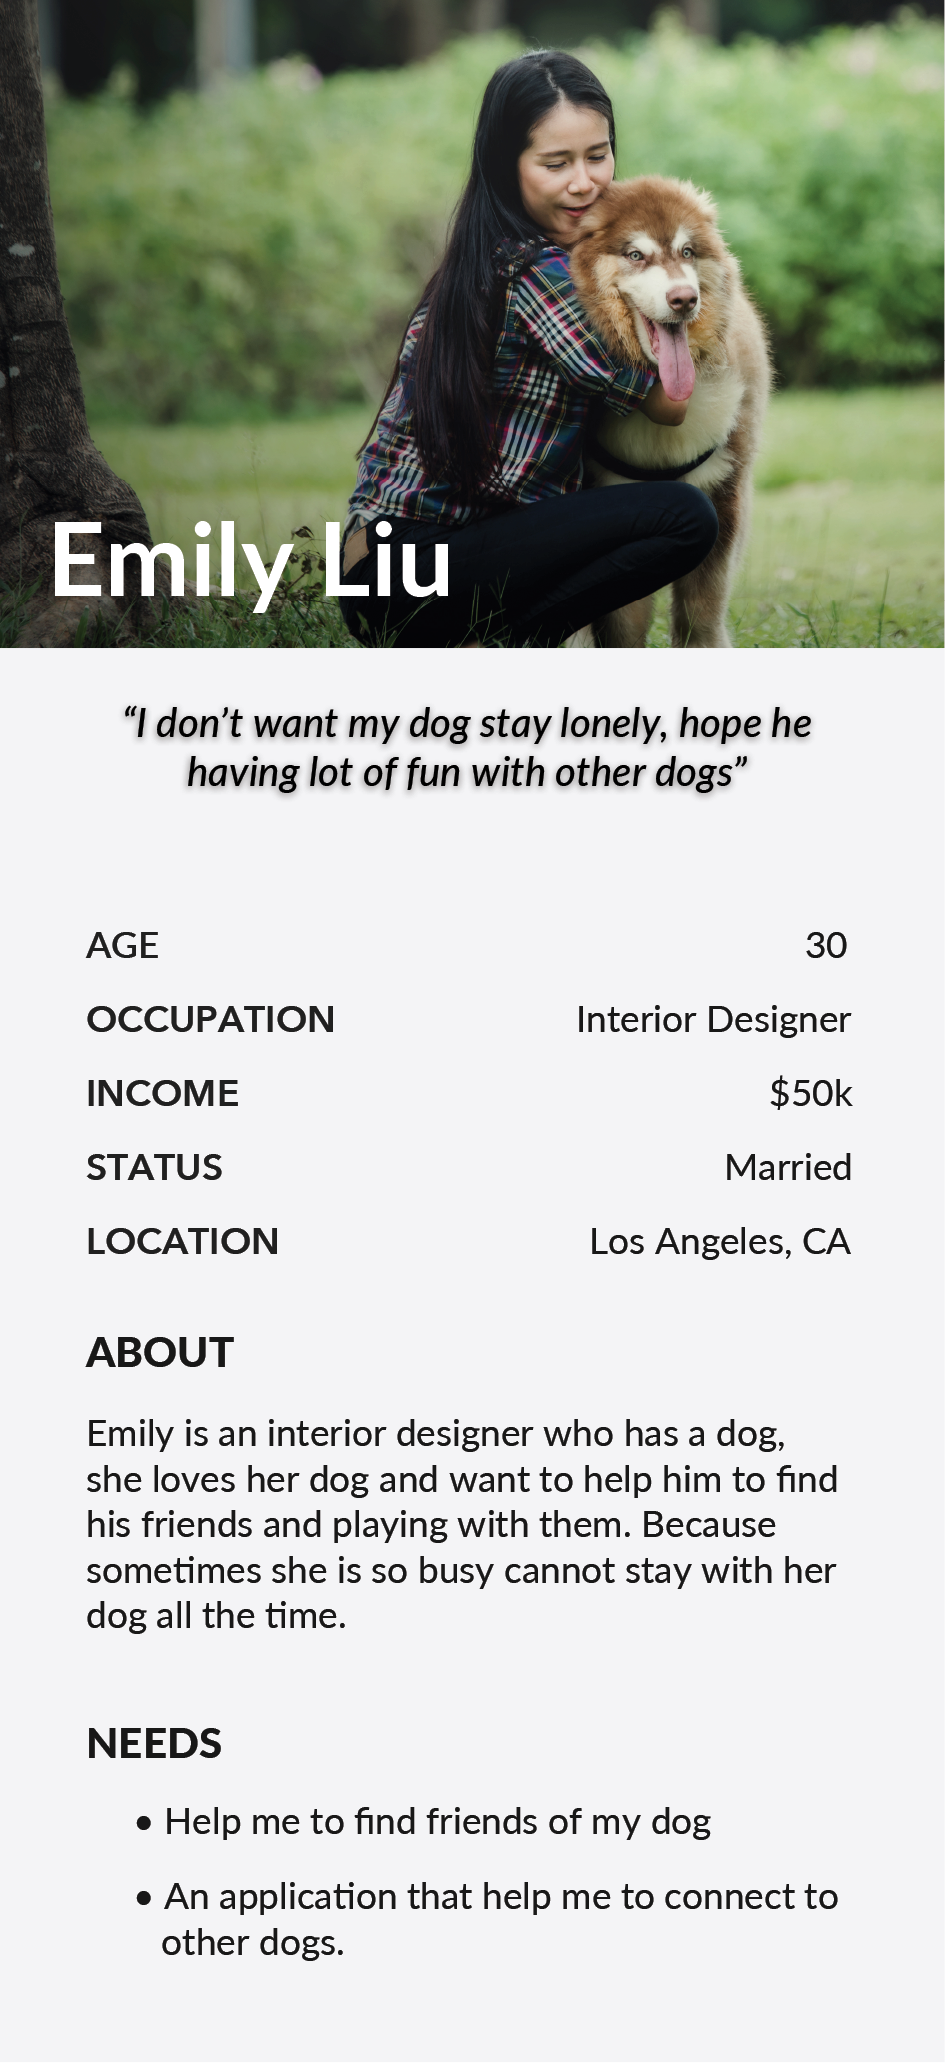 Emily Liu
“I don’t want my dog stay lonely, hope he
having lot of fun with other dogs”
AGE 30
OCCUPATION Interior Designer
INCOME $50k
STATUS Married
LOCATION Los Angeles, CA
ABOUT
Emily is an interior designer who has a dog,
she loves her dog and want to help him to find
his friends and playing with them. Because
sometimes she is so busy cannot stay with her
dog all the time.
NEEDS
• Help me to find friends of my dog
• An application that help me to connect to
other dogs.